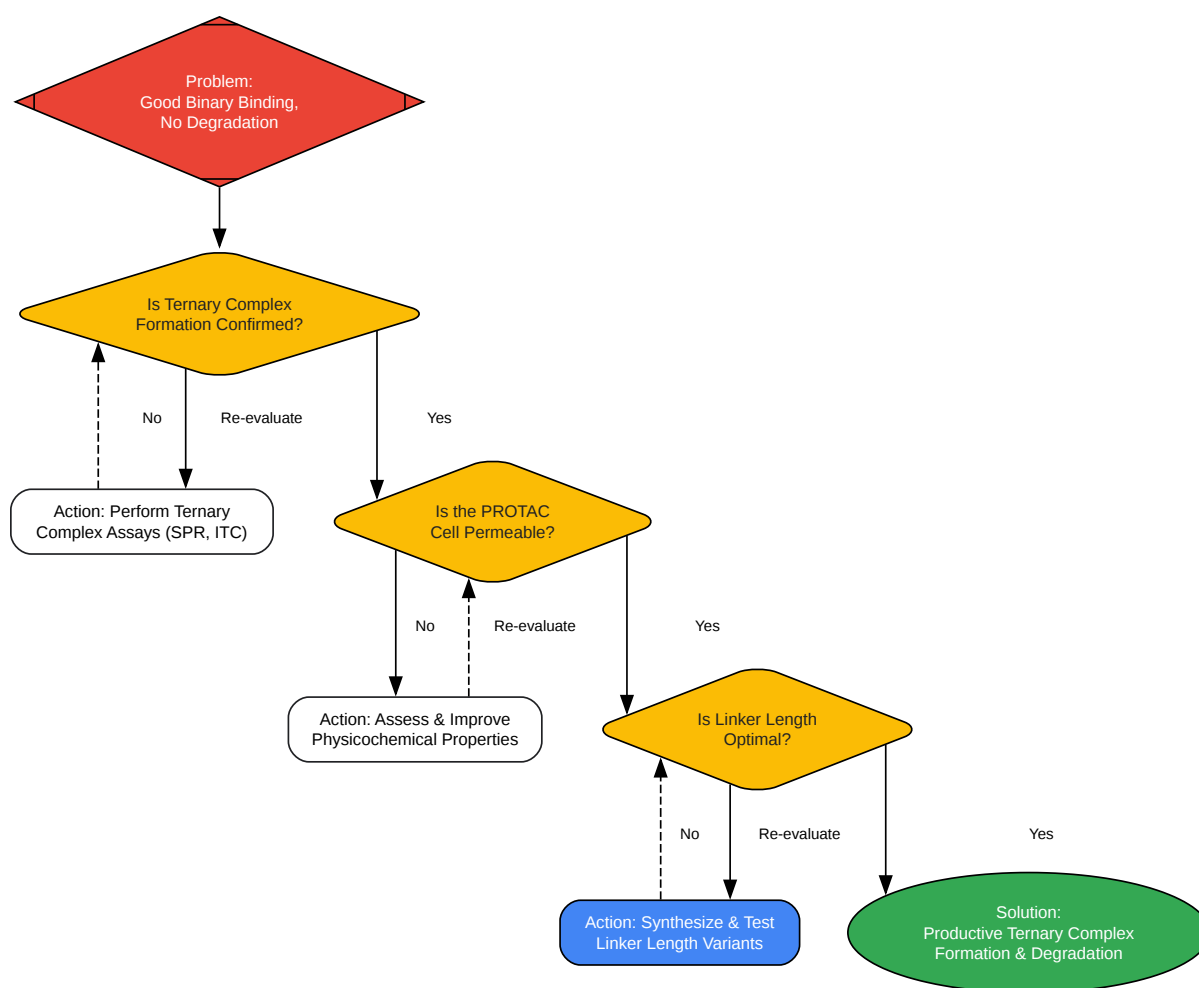 Problem:
Good Binary Binding,
No Degradation
Is Ternary Complex
Formation Confirmed?
No
Re-evaluate
Yes
Action: Perform Ternary
Complex Assays (SPR, ITC)
Is the PROTAC
Cell Permeable?
No
Re-evaluate
Yes
Action: Assess & Improve
Physicochemical Properties
Is Linker Length
Optimal?
No
Re-evaluate
Yes
Action: Synthesize & Test
Linker Length Variants
Solution:
Productive Ternary Complex
Formation & Degradation